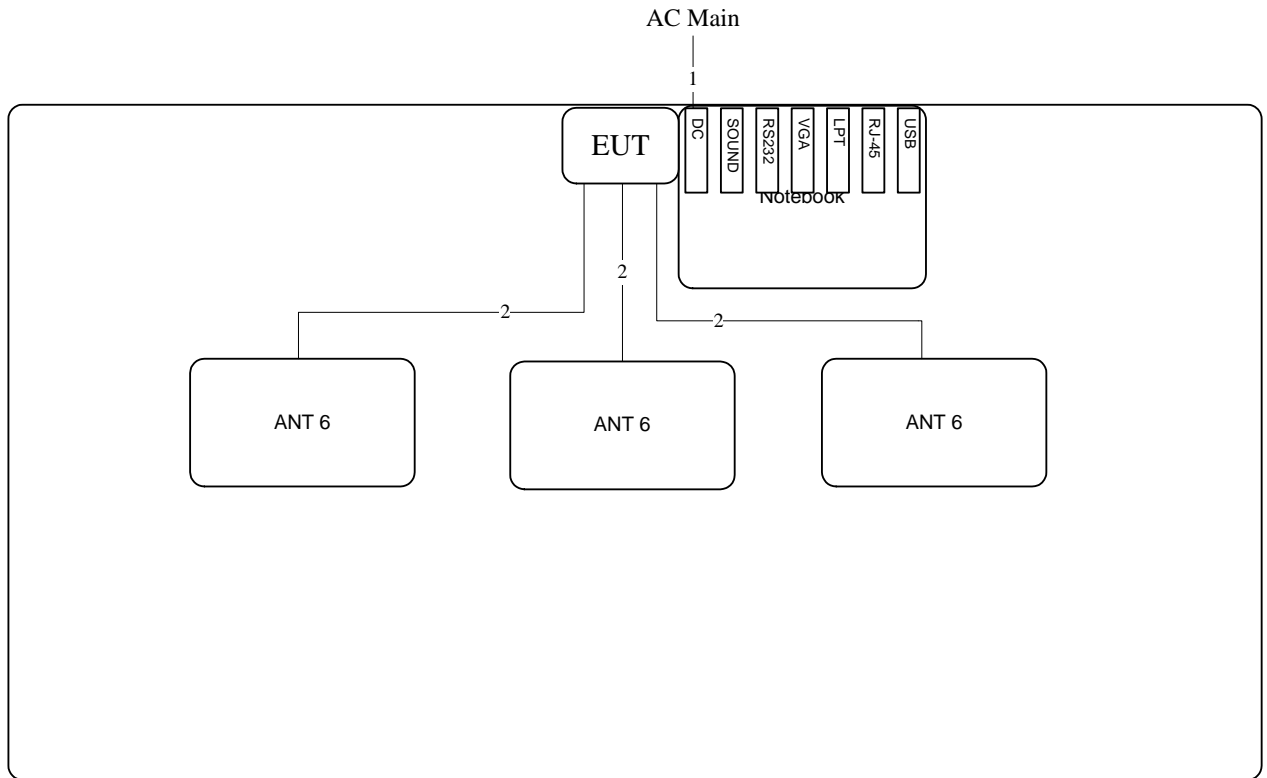 AC Main
1
EUT
DC
SOUND
RS232
VGA
LPT
RJ-45
USB
Notebook
2
2
2
ANT 6
ANT 6
ANT 6